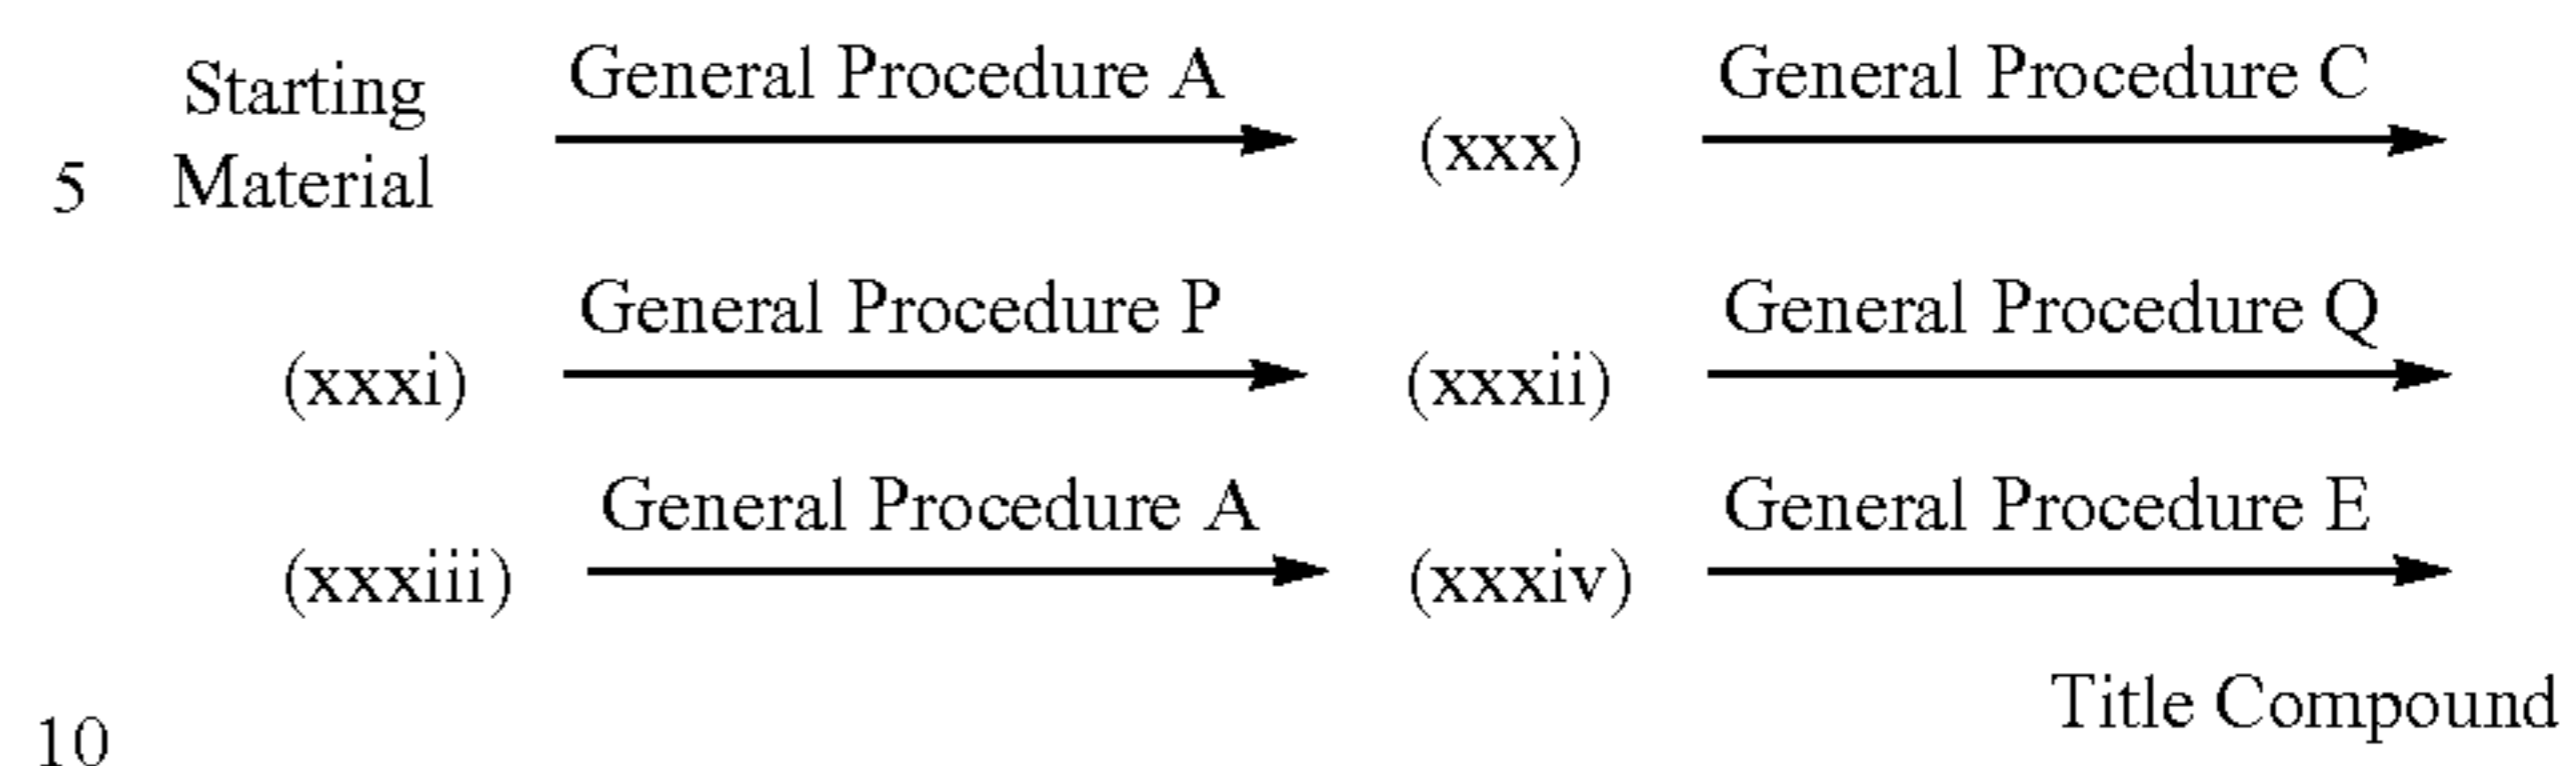 Starting General Procedure A General Procedure C
(xxx)
5 Material
General Procedure P General Procedure Q
(xxxi) (xxxii)
General Procedure A General Procedure E
(xxxiii) (xxxiv)
Title Compound
10